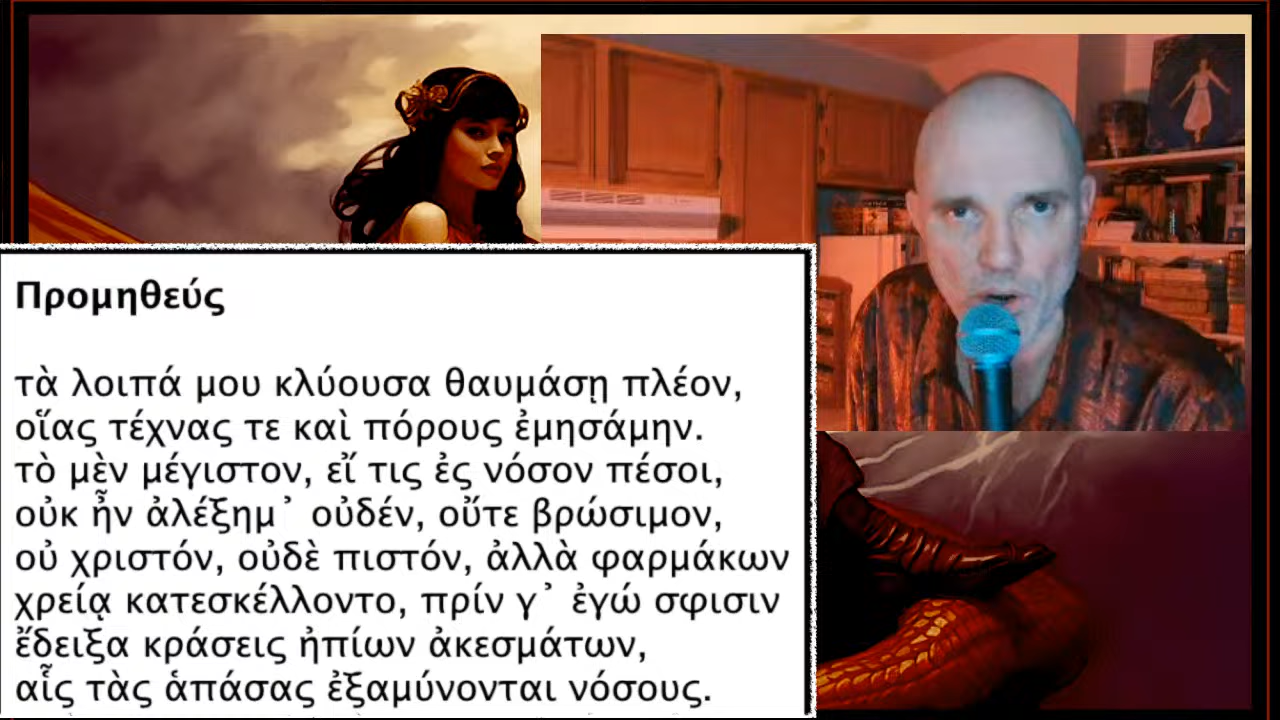 Προμηθεύς
τὰ λοιπά μου κλύουσα θαυμάσῃ πλέον,
οἵας τέχνας τε καὶ πόρους ἐμησάμην.
τὸ μὲν μέγιστον, εἴ τις ἐς νόσον πέσοι,
οὐκ ἦν ἀλέξημ᾽ οὐδέν, οὔτε βρώσιμον,
οὐ χριστόν, οὐδὲ πιστόν, ἀλλὰ φαρμάκων
χρείᾳ κατεσκέλλοντο, πρίν γ᾽ ἐγώ σφισιν
ἔδειξα κράσεις ἠπίων ἀκεσμάτων,
αἷς τὰς ἁπάσας ἐξαμύνονται νόσους.